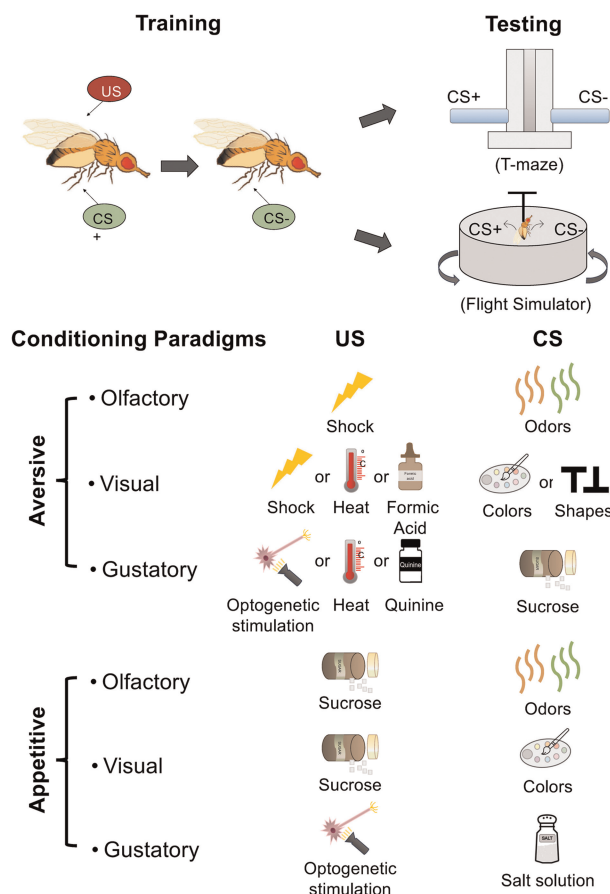 Training
Testing
US
CS
+
CS-
CS+
CS-
(T-maze)
CS+
CS-
(Flight Simulator)
Conditioning Paradigms
US
CS
Aversive
• Olfactory
Shock
Odors
• Visual
or
or
or
Shock
Heat
Formic
Acid
Formic
acid
Colors
Shapes
• Gustatory
or
or
Quinine
Optogenetic
stimulation
Heat
Quinine
Sucrose
Appetitive
• Olfactory
Sucrose
Odors
• Visual
Sucrose
Colors
• Gustatory
Optogenetic
stimulation
SALT
Salt solution